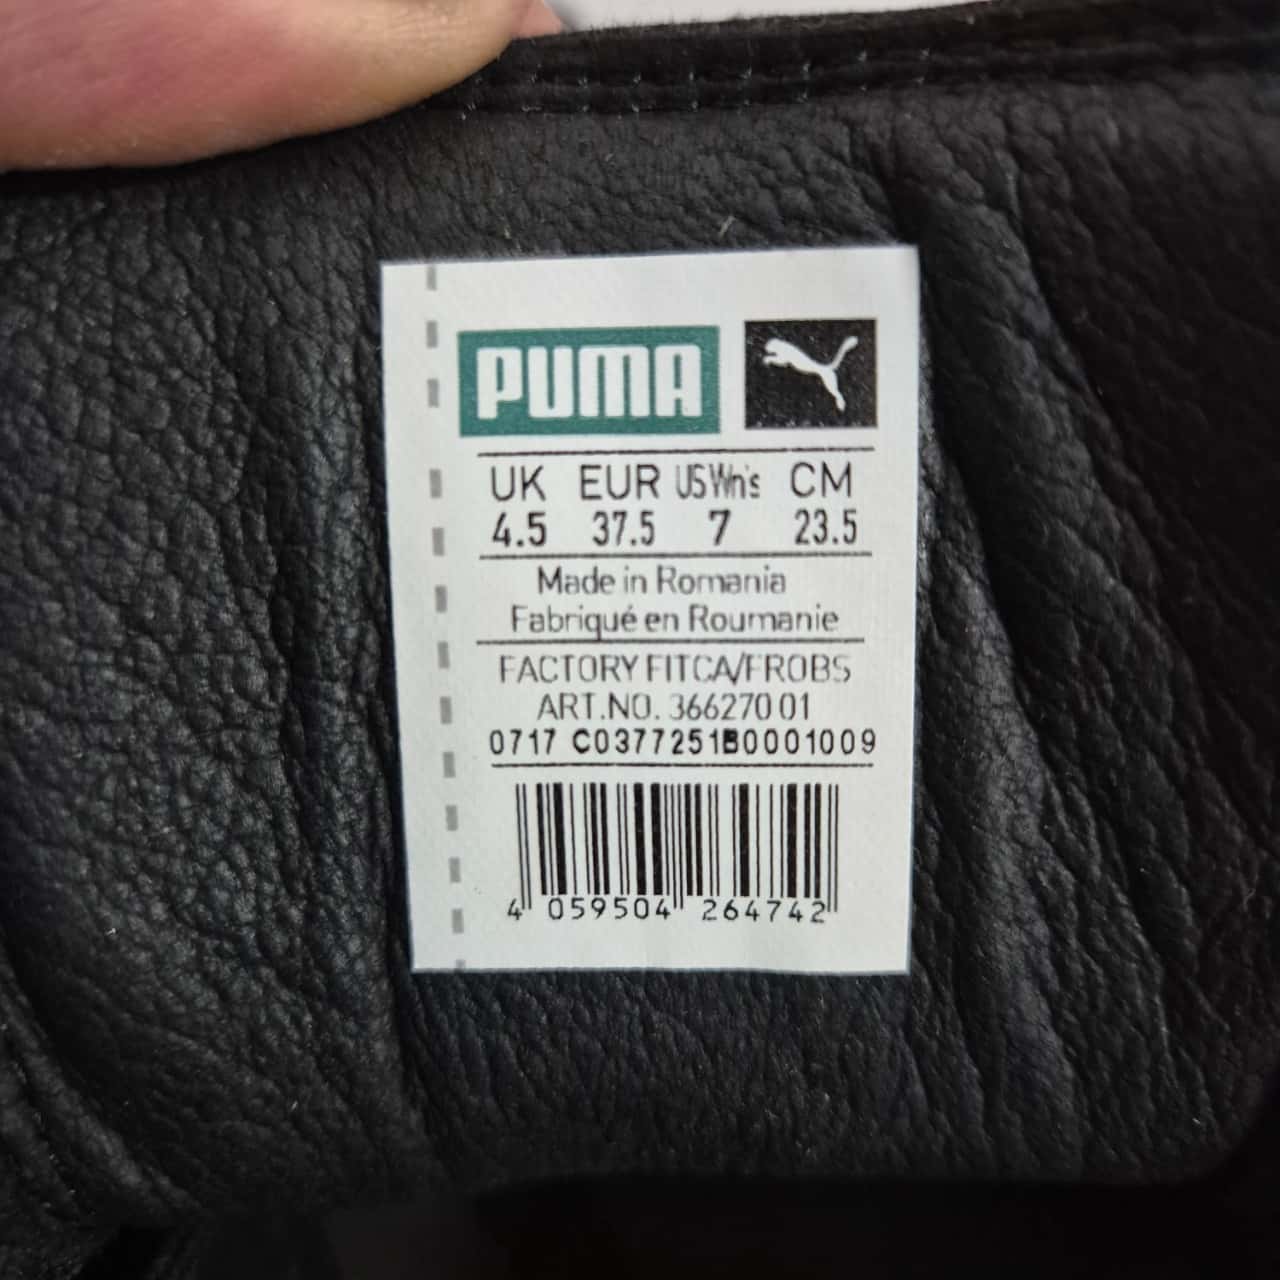 PUMA
UK EUR US Wn's CM
4.5 37.5 7 23.5
Made in Romania
Fabriqué en Roumanie
FACTORY FITCA/FROBS
ART.NO. 366270 01
0717 C0377251B0001009
4 059504 264742